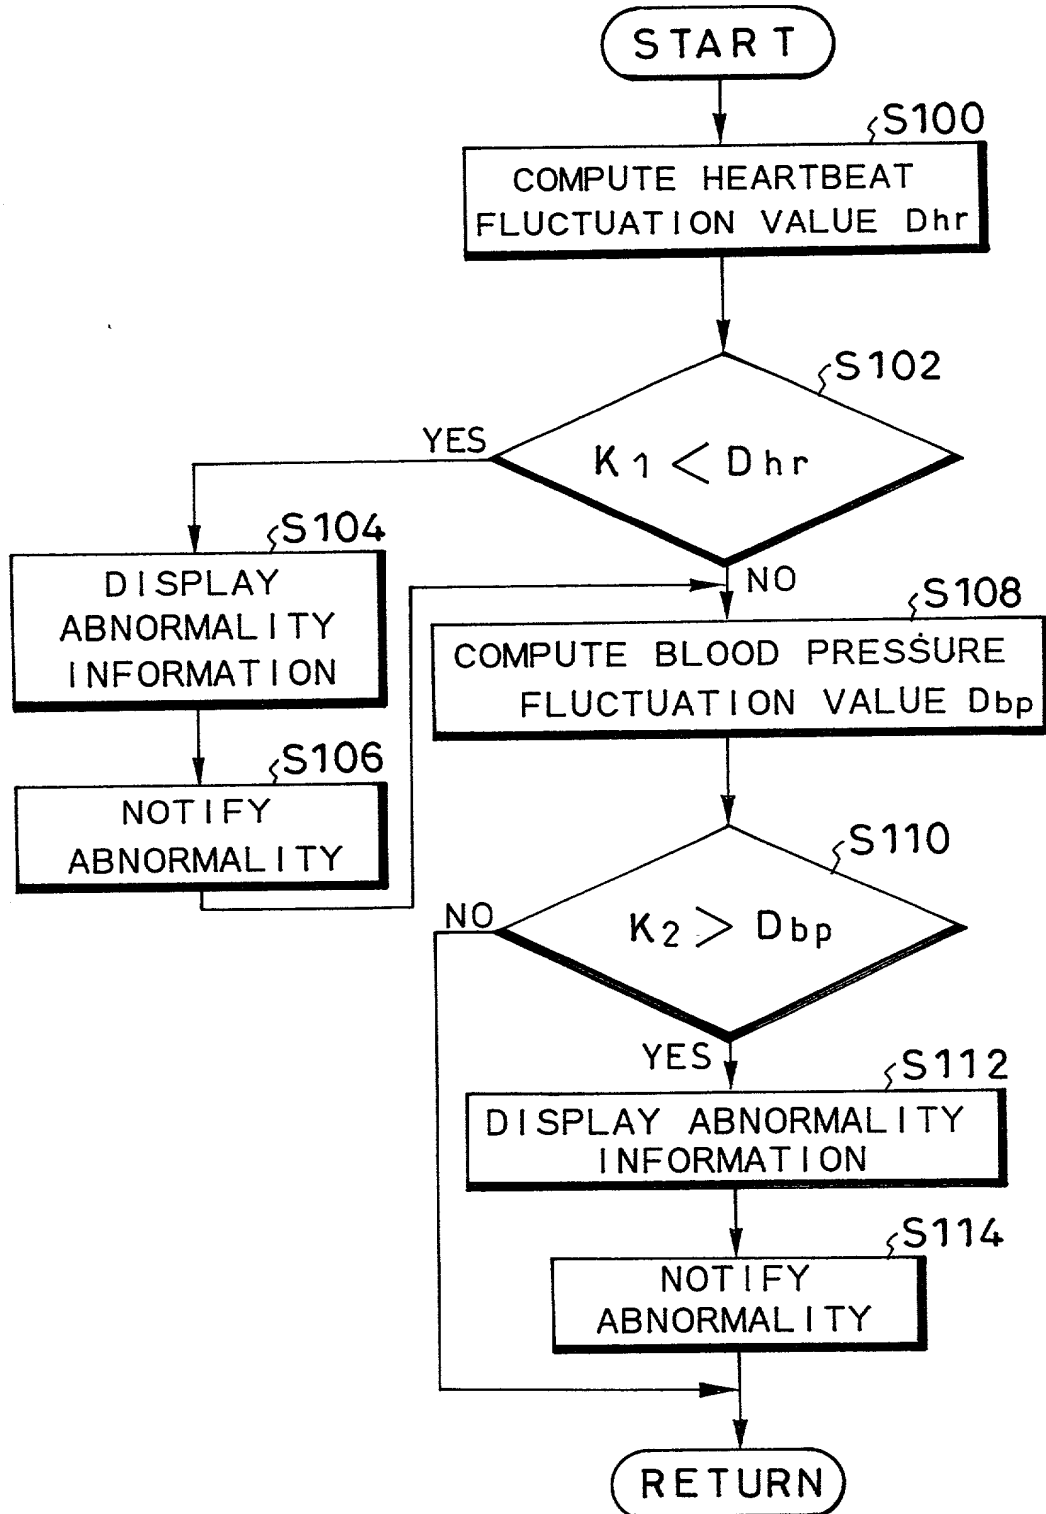 START
S100
COMPUTE HEARTBEAT
FLUCTUATION VALUE Dhr
S102
YES
K1 < Dhr
S104
DISPLAY
ABNORMALITY
INFORMATION
NO
S108
COMPUTE BLOOD PRESSURE
FLUCTUATION VALUE Dbp
S106
NOTIFY
ABNORMALITY
S110
NO
K2 > Dbp
YES
S112
DISPLAY ABNORMALITY
INFORMATION
S114
NOTIFY
ABNORMALITY
RETURN